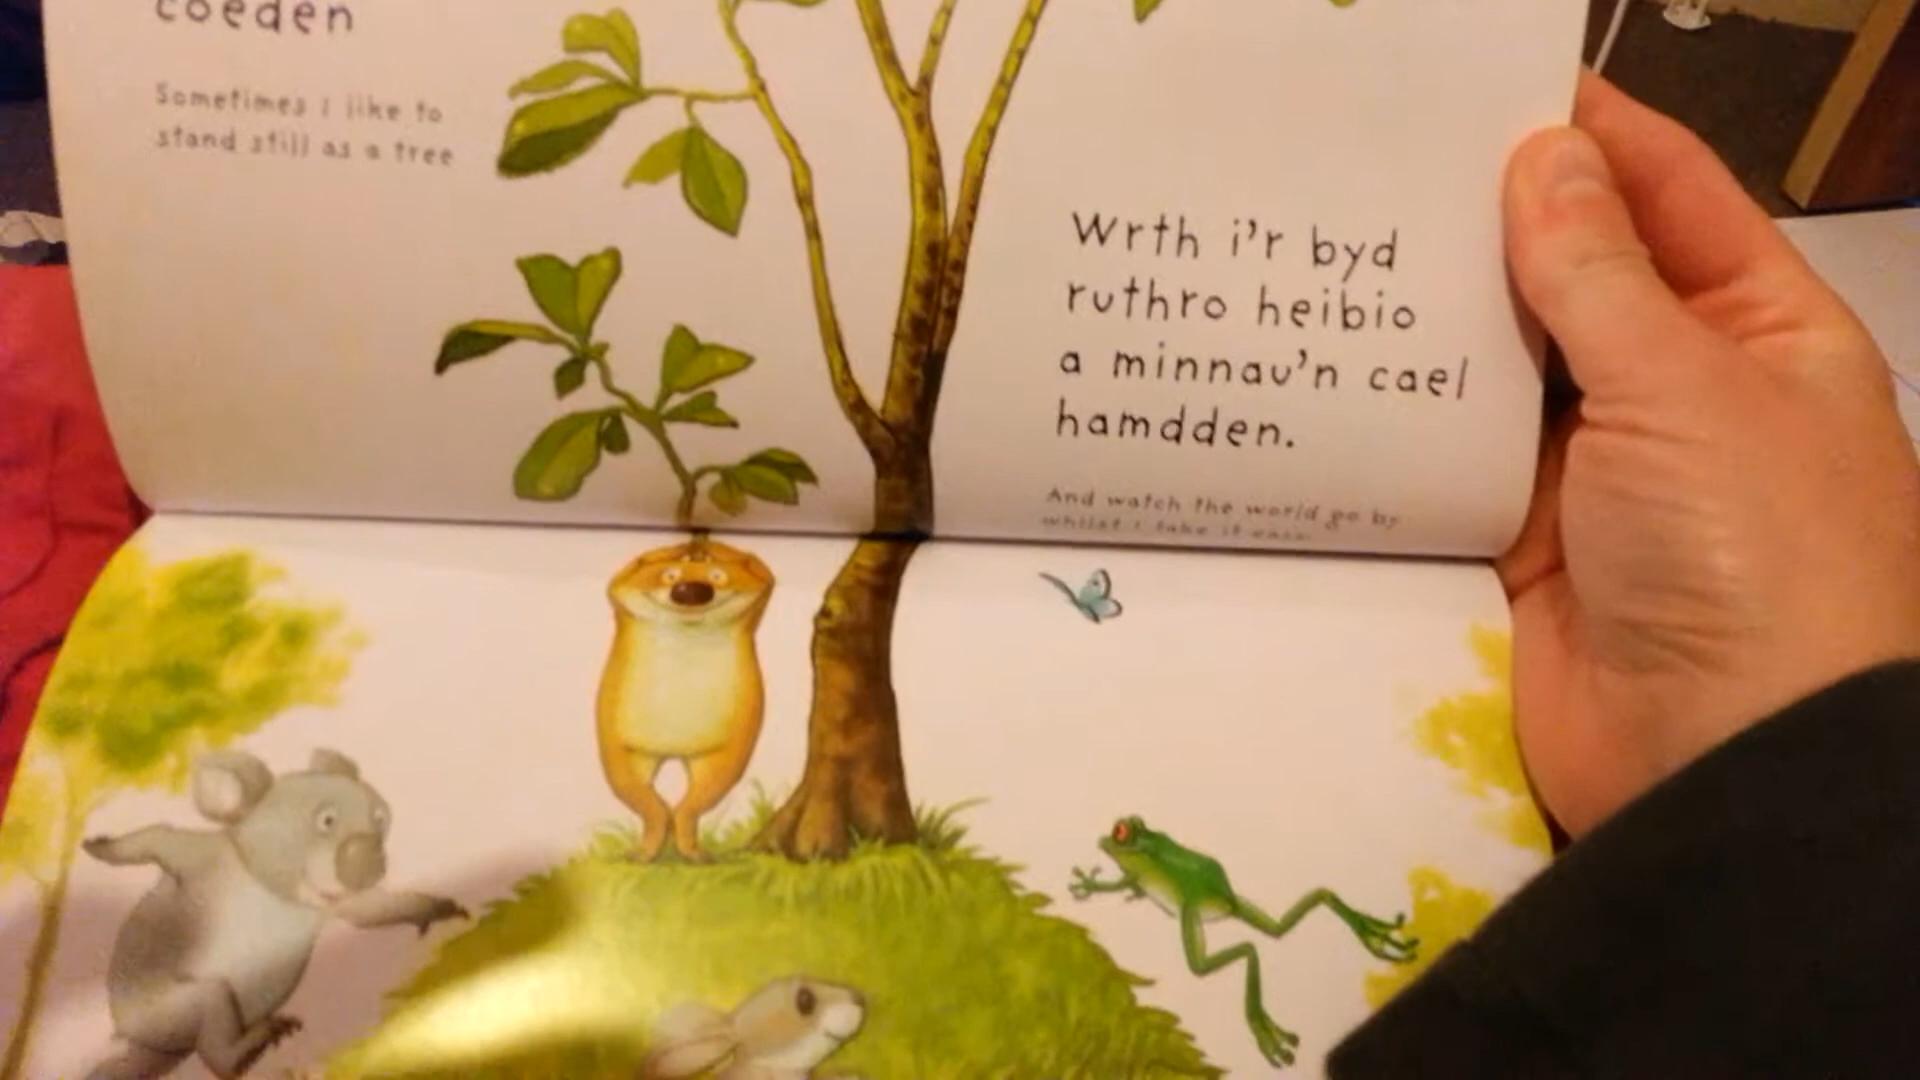 coeden
Sometimes I like to
stand still as a tree
Wrth i'r byd
ruthro heibio
a minnau'n cael
hamdden.
And watch the world go by
whilst I take it easy.